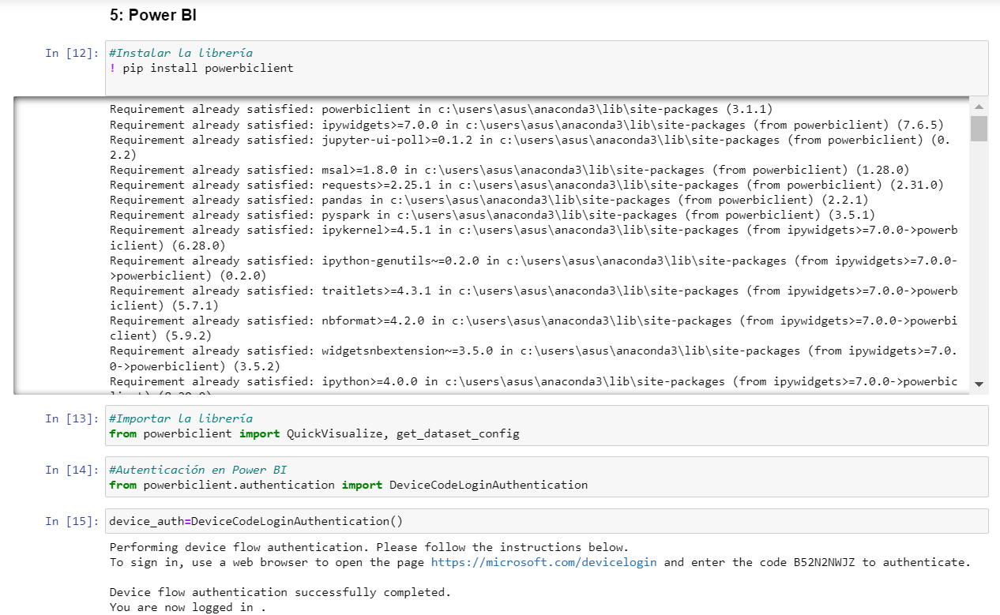 5: Power BI
In [12]: #Instalar la librería
! pip install powerbiclient
Requirement already satisfied: powerbiclient in c:\users\asus\anaconda3\lib\site-packages (3.1.1)
Requirement already satisfied: ipywidgets>=7.0.0 in c:\users\asus\anaconda3\lib\site-packages (from powerbiclient) (7.6.5)
Requirement already satisfied: jupyter-ui-poll>=0.1.2 in c:\users\asus\anaconda3\lib\site-packages (from powerbiclient) (0.
2.2)
Requirement already satisfied: msal>=1.8.0 in c:\users\asus\anaconda3\lib\site-packages (from powerbiclient) (1.28.0)
Requirement already satisfied: requests>=2.25.1 in c:\users\asus\anaconda3\lib\site-packages (from powerbiclient) (2.31.0)
Requirement already satisfied: pandas in c:\users\asus\anaconda3\lib\site-packages (from powerbiclient) (2.2.1)
Requirement already satisfied: pyspark in c:\users\asus\anaconda3\lib\site-packages (from powerbiclient) (3.5.1)
Requirement already satisfied: ipykernel>=4.5.1 in c:\users\asus\anaconda3\lib\site-packages (from ipywidgets>=7.0.0->powerb
iclient) (6.28.0)
Requirement already satisfied: ipython-genutils~=0.2.0 in c:\users\asus\anaconda3\lib\site-packages (from ipywidgets>=7.0.0-
>powerbiclient) (0.2.0)
Requirement already satisfied: traitlets>=4.3.1 in c:\users\asus\anaconda3\lib\site-packages (from ipywidgets>=7.0.0->powerb
iclient) (5.7.1)
Requirement already satisfied: nbformat>=4.2.0 in c:\users\asus\anaconda3\lib\site-packages (from ipywidgets>=7.0.0->powerbi
client) (5.9.2)
Requirement already satisfied: widgetsnbextension~=3.5.0 in c:\users\asus\anaconda3\lib\site-packages (from ipywidgets>=7.0.
0->powerbiclient) (3.5.2)
Requirement already satisfied: ipython>=4.0.0 in c:\users\asus\anaconda3\lib\site-packages (from ipywidgets>=7.0.0->powerbic
In [13]: #Importar la librería
from powerbiclient import QuickVisualize, get_dataset_config
In [14]: #Autenticación en Power BI
from powerbiclient.authentication import DeviceCodeLoginAuthentication
In [15]: device_auth=DeviceCodeLoginAuthentication()
Performing device flow authentication. Please follow the instructions below.
To sign in, use a web browser to open the page https://microsoft.com/devicelogin and enter the code B52N2NWJZ to authenticate.
Device flow authentication successfully completed.
You are now logged in .